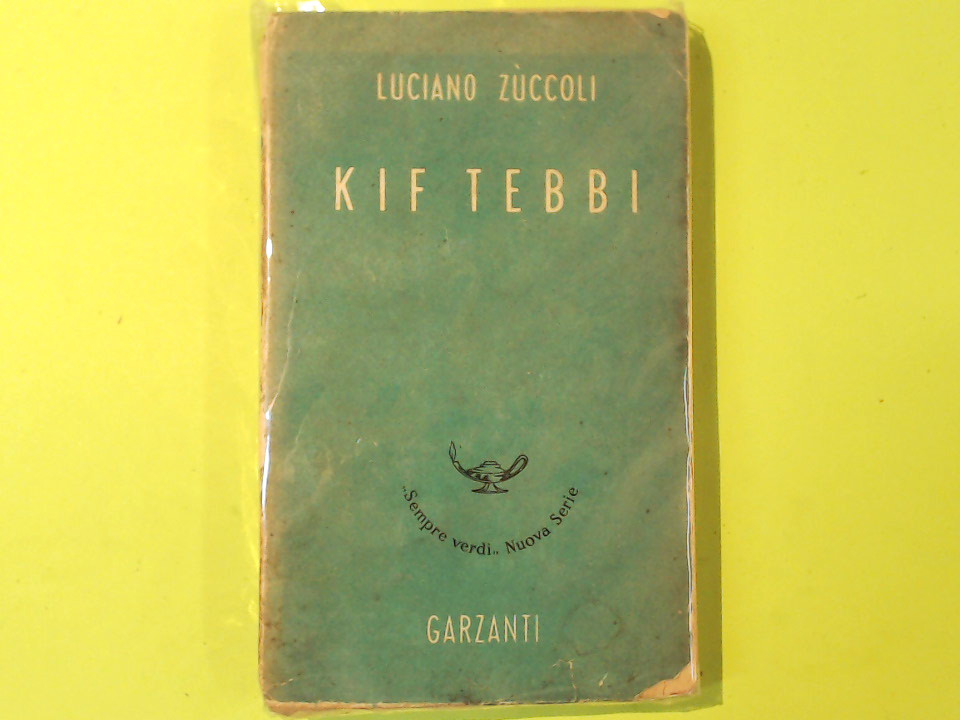 LUCIANO ZÙCCOLI
KIF TEBBI
„Sempre verdi„ Nuova Serie
GARZANTI